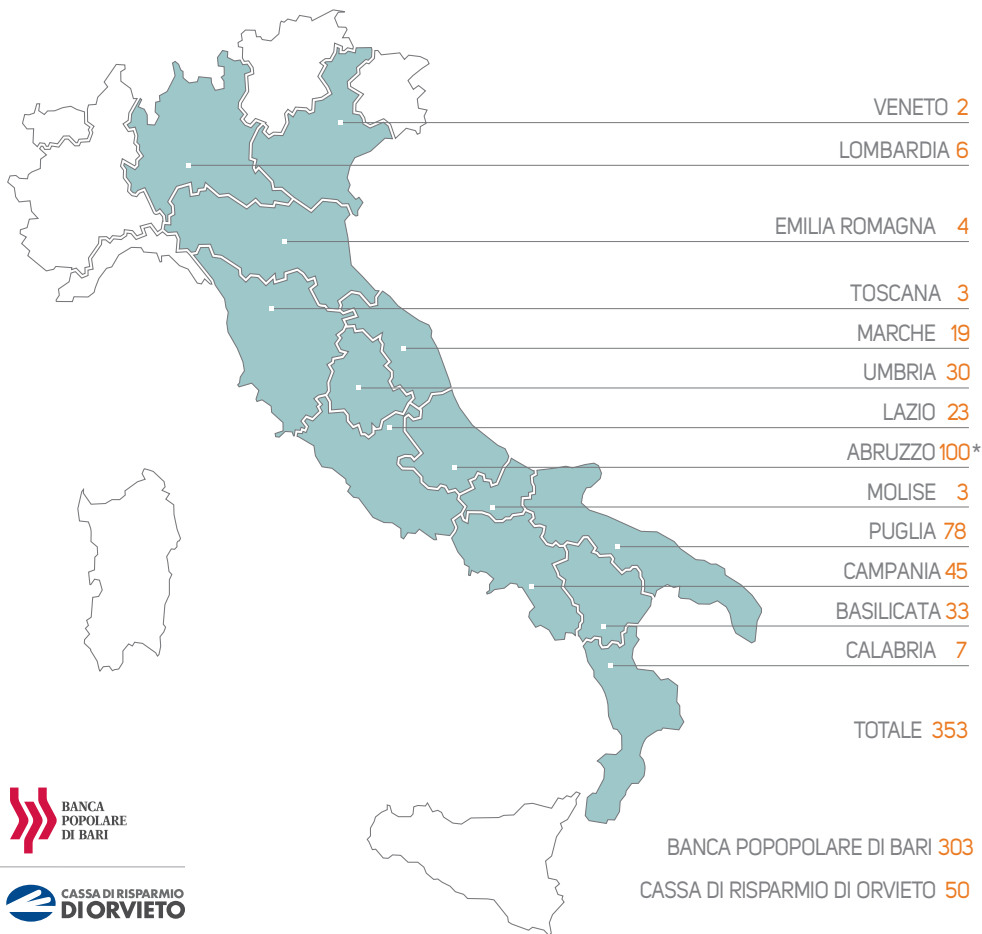 VENETO 2
LOMBARDIA 6
EMILIA ROMAGNA 4
TOSCANA 3
MARCHE 19
UMBRIA 30
LAZIO 23
ABRUZZO 100*
MOLISE 3
PUGLIA 78
CAMPANIA 45
BASILICATA 33
CALABRIA 7
TOTALE 353
BANCA
POPOLARE
DI BARI
CASSA DI RISPARMIO
DI ORVIETO
BANCA POPOPOLARE DI BARI 303
CASSA DI RISPARMIO DI ORVIETO 50